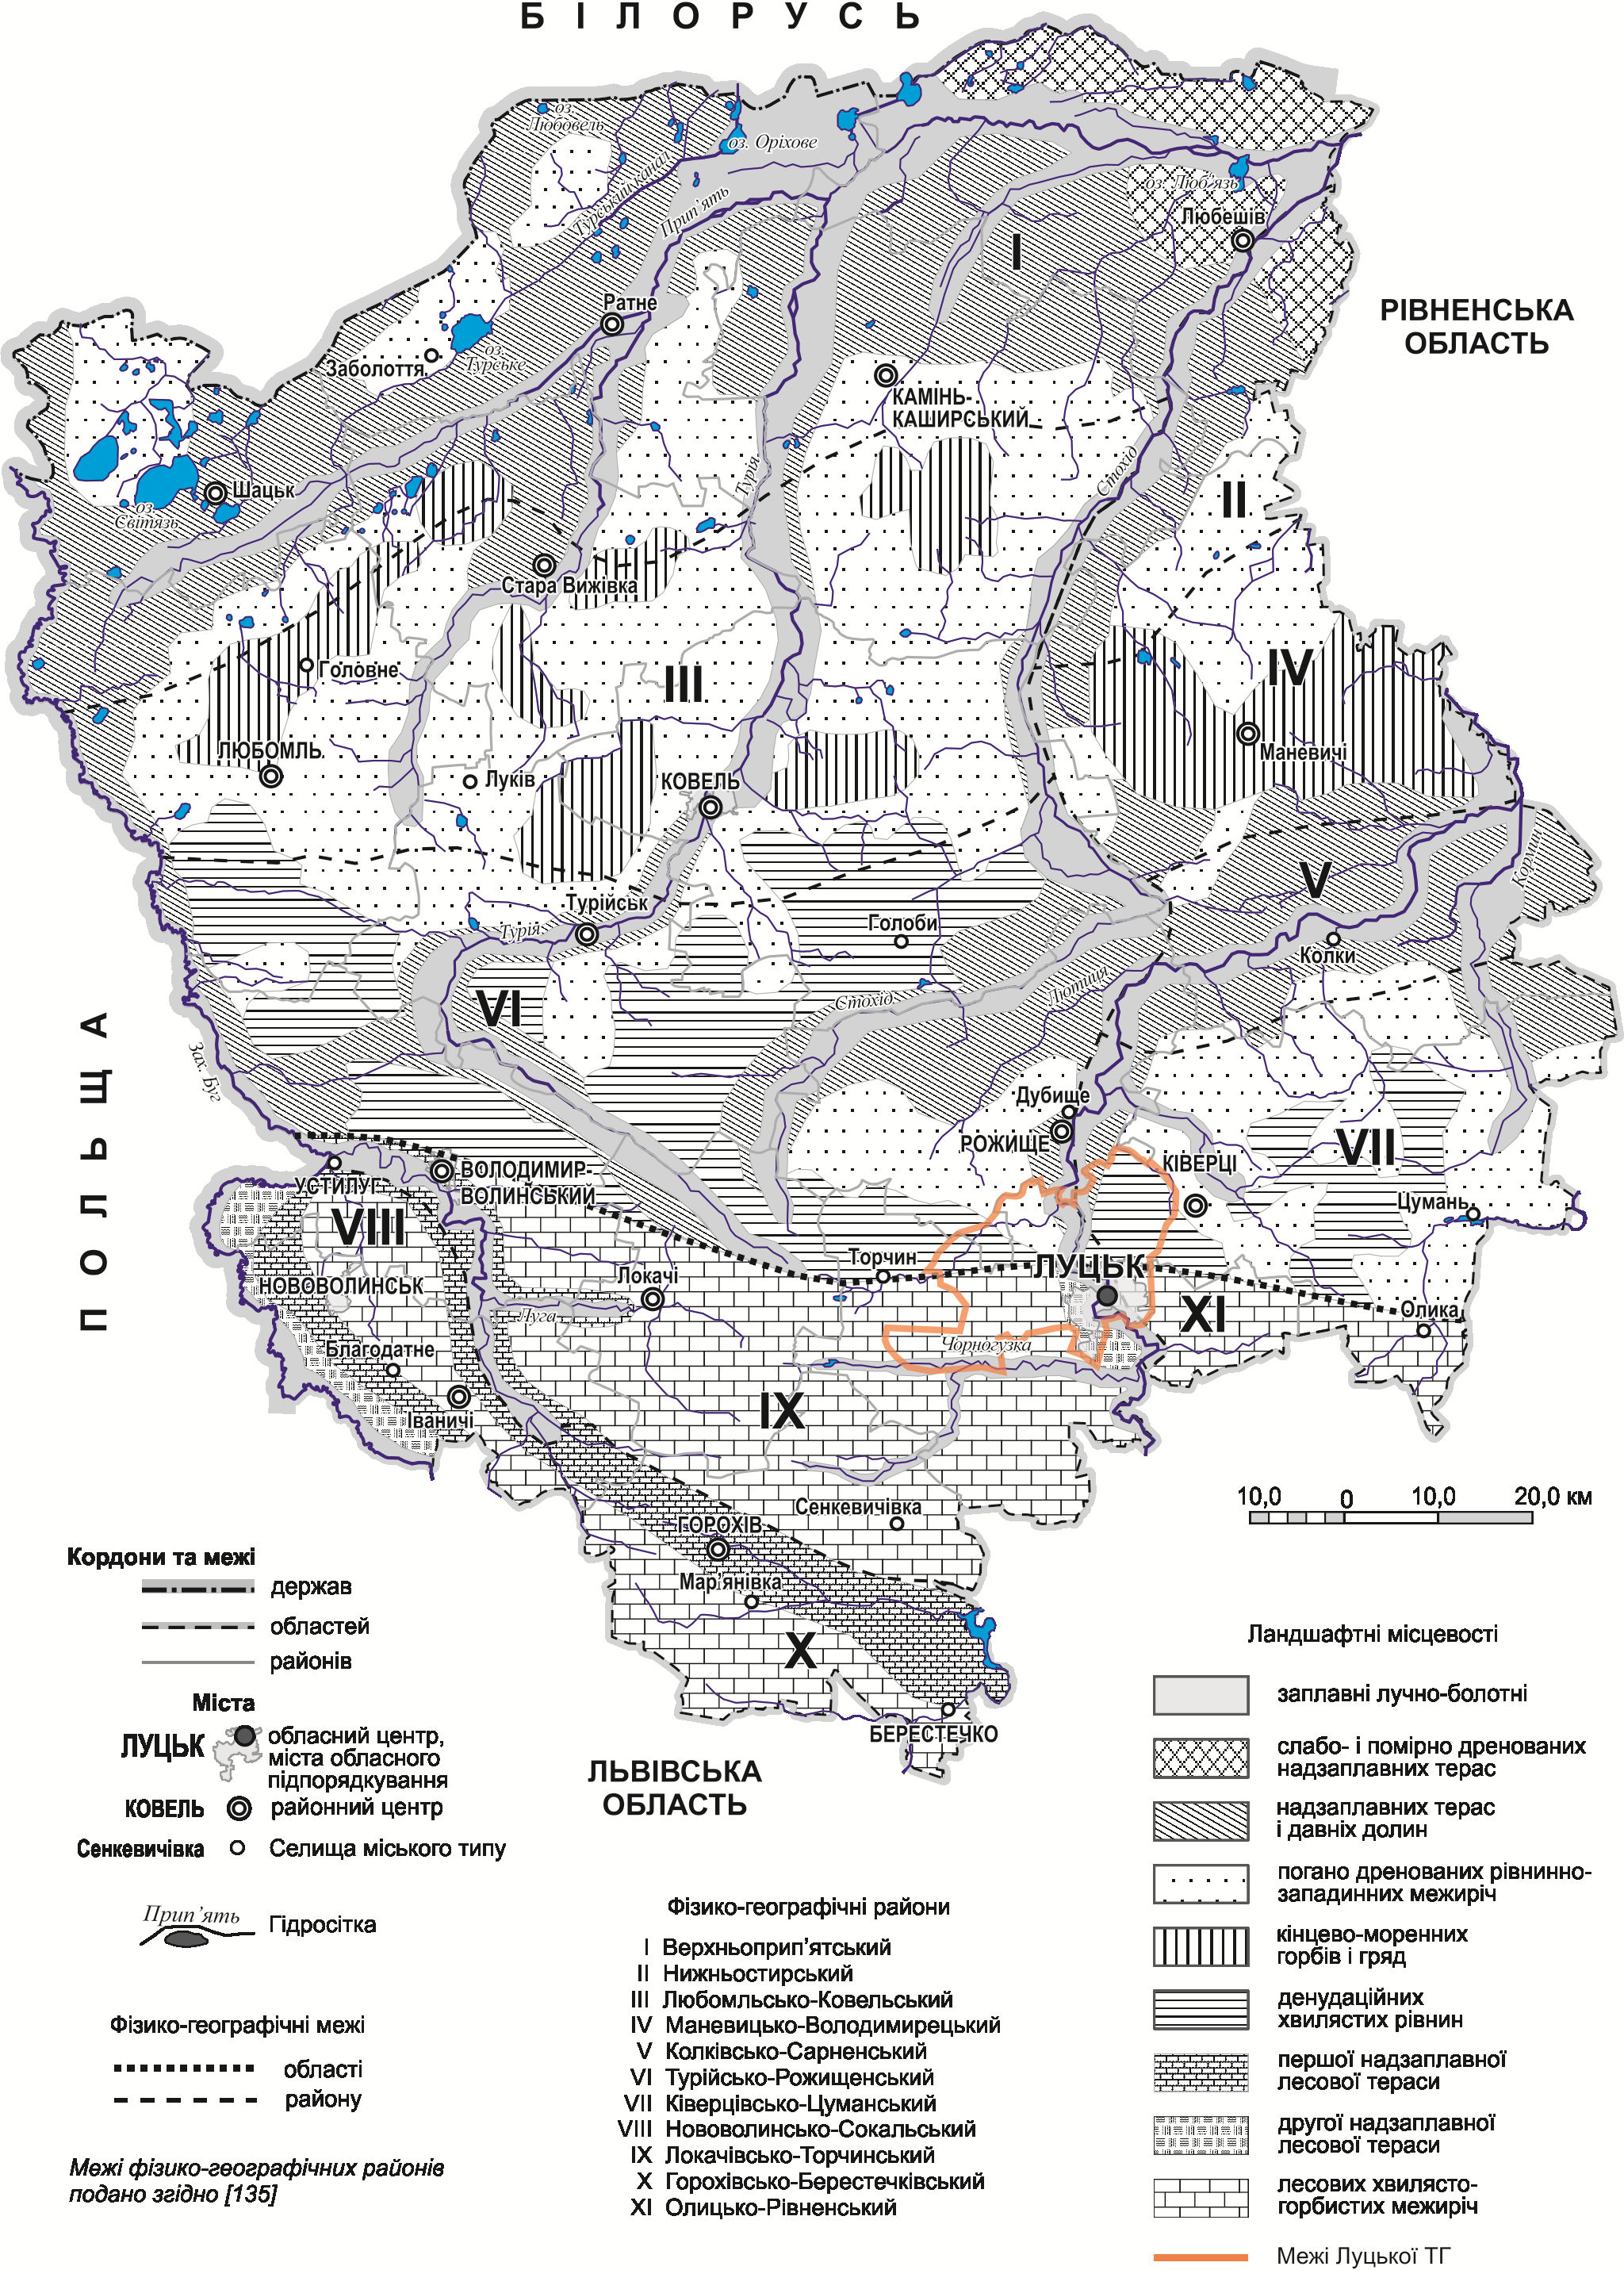 БІЛОРУСЬ
оз.
Любовель
оз. Оріхове
Турський канал
Прип'ять
оз. Люб'язь
Любешів
I
РІВНЕНСЬКА
ОБЛАСТЬ
Ратне
Заболоття
оз.
Турське
КАМІНЬ-
КАШИРСЬКИЙ
Турія
Стохід
II
Шацьк
оз.
Світязь
Стара Вижівка
Головне
III
IV
Маневичі
ЛЮБОМЛЬ
Луків
КОВЕЛЬ
V
Турійськ
Турія
Голоби
Колки
VI
Стохід
Лютиця
ПОЛЬЩА
Зах. Буг
Дубище
РОЖИЩЕ
VII
КІВЕРЦІ
ВОЛОДИМИР-
ВОЛИНСЬКИЙ
УСТИЛУГ
VIII
Цумань
Торчин
ЛУЦЬК
НОВОВОЛИНСЬК
Локачі
Луга
XI
Олика
Благодатне
Чорногузка
Іваничі
IX
Сенкевичівка
ГОРОХІВ
Мар'янівка
X
БЕРЕСТЕЧКО
ЛЬВІВСЬКА
ОБЛАСТЬ
10,0 0 10,0 20,0 км
Кордони та межі
держав
областей
районів
Міста
ЛУЦЬК обласний центр,
міста обласного
підпорядкування
КОВЕЛЬ районний центр
Сенкевичівка Селища міського типу
Прип'ять Гідросітка
Фізико-географічні межі
області
району
Межі фізико-географічних районів
подано згідно [135]
Фізико-географічні райони
I Верхньоприп'ятський
II Нижньостирський
III Любомльсько-Ковельський
IV Маневицько-Володимирецький
V Колківсько-Сарненський
VI Турійсько-Рожищенський
VII Ківерцівсько-Цуманський
VIII Нововолинсько-Сокальський
IX Локачівсько-Торчинський
X Горохівсько-Берестечківський
XI Олицько-Рівненський
Ландшафтні місцевості
заплавні лучно-болотні
слабо- і помірно дренованих
надзаплавних терас
надзаплавних терас
і давніх долин
погано дренованих рівнинно-
западинних межиріч
кінцево-моренних
горбів і гряд
денудаційних
хвилястих рівнин
першої надзаплавної
лесової тераси
другої надзаплавної
лесової тераси
лесових хвилясто-
горбистих межиріч
Межі Луцької ТГ